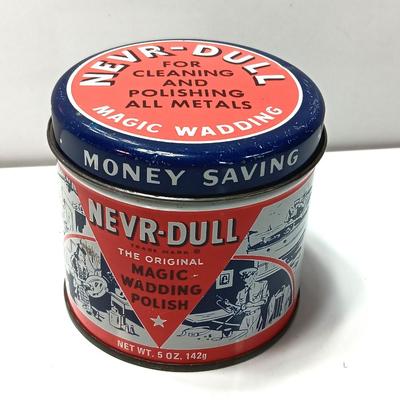 NEVR-DULL
FOR
CLEANING
AND
POLISHING
ALL METALS
MAGIC WADDING
MONEY SAVING
NEVR-DULL
TRADE MARK ®
THE ORIGINAL
MAGIC
WADDING
POLISH
NET WT. 5 OZ. 142g